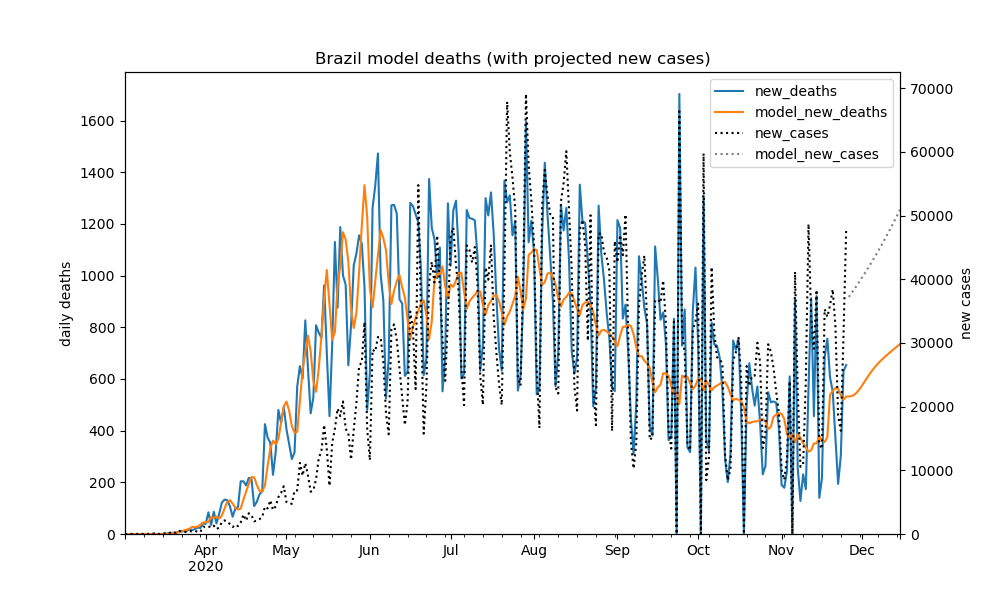 Brazil model deaths (with projected new cases)
new_deaths
model_new_deaths
new_cases
model_new_cases
daily deaths
1600
1400
1200
1000
800
600
400
200
0
new cases
70000
60000
50000
40000
30000
20000
10000
0
Apr
2020
May
Jun
Jul
Aug
Sep
Oct
Nov
Dec